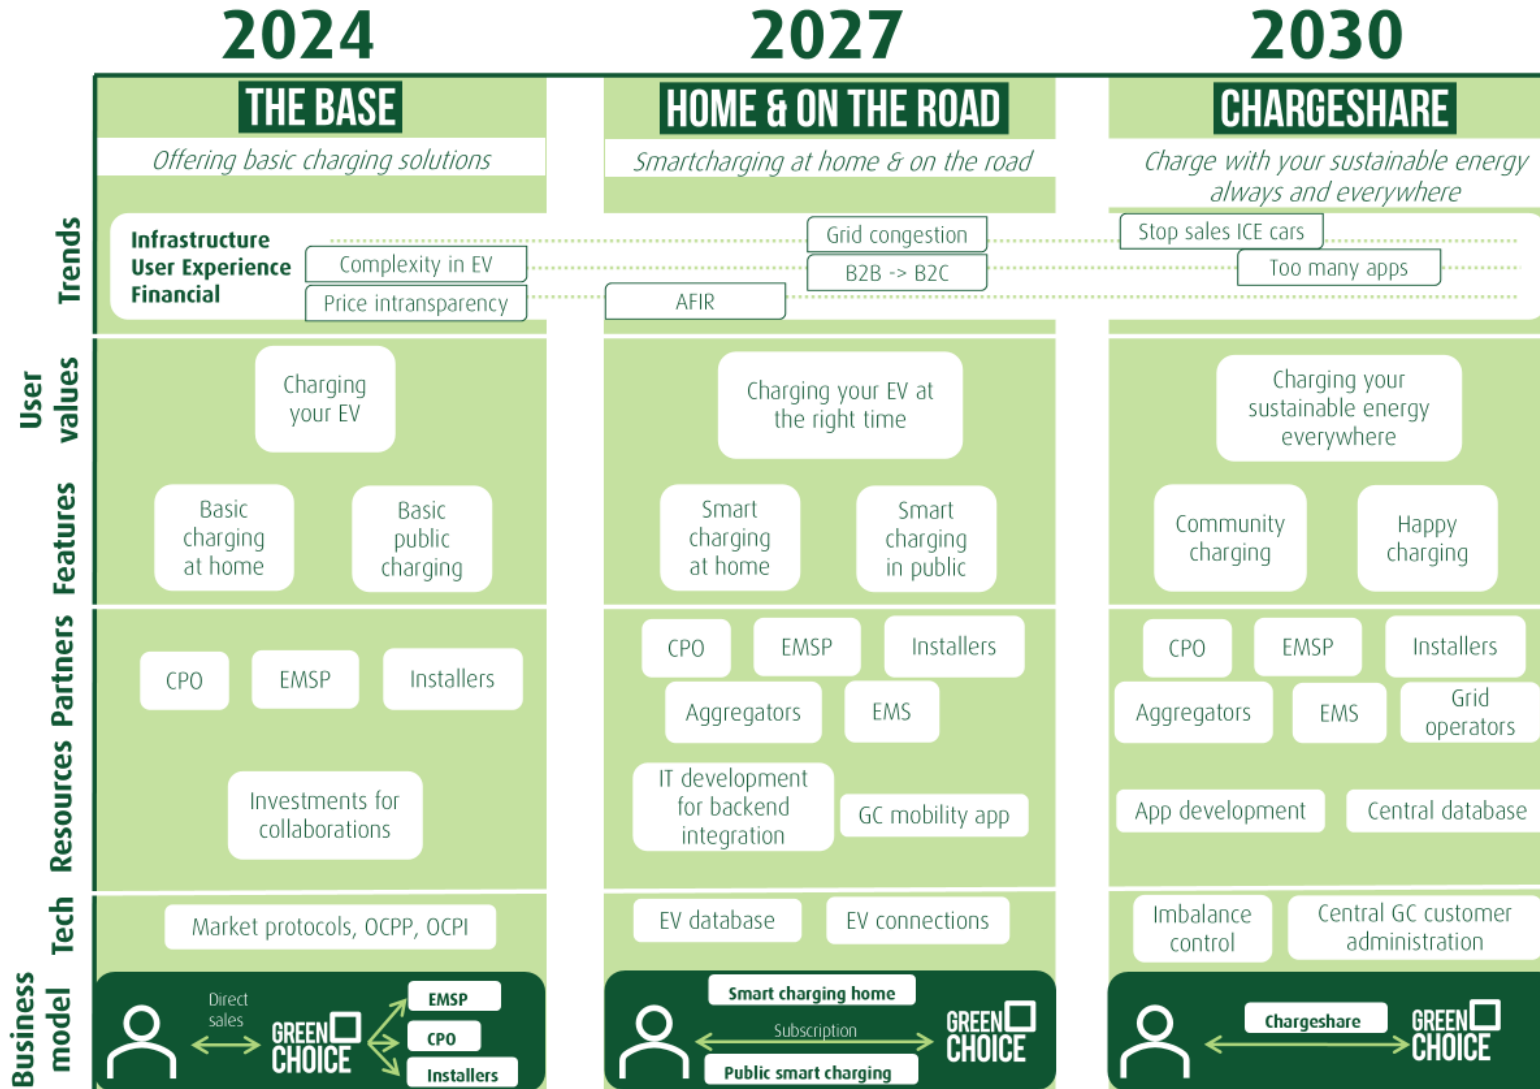 2024
2027
2030
THE BASE
HOME & ON THE ROAD
CHARGESHARE
Offering basic charging solutions
Smartcharging at home & on the road
Charge with your sustainable energy
always and everywhere
Trends
Infrastructure
User Experience
Financial
Complexity in EV
Price intransparency
Grid congestion
B2B -> B2C
AFIR
Stop sales ICE cars
Too many apps
User
values
Charging
your EV
Charging your EV at
the right time
Charging your
sustainable energy
everywhere
Features
Basic
charging
at home
Basic
public
charging
Smart
charging
at home
Smart
charging
in public
Community
charging
Happy
charging
Partners
CPO
EMSP
Installers
CPO
EMSP
Installers
Aggregators
EMS
CPO
EMSP
Installers
Aggregators
EMS
Grid
operators
Resources
Investments for
collaborations
IT development
for backend
integration
GC mobility app
App development
Central database
Tech
Market protocols, OCPP, OCPI
EV database
EV connections
Imbalance
control
Central GC customer
administration
Business
model
Direct
sales
GREEN
CHOICE
EMSP
CPO
Installers
Smart charging home
Subscription
Public smart charging
GREEN
CHOICE
Chargeshare
GREEN
CHOICE